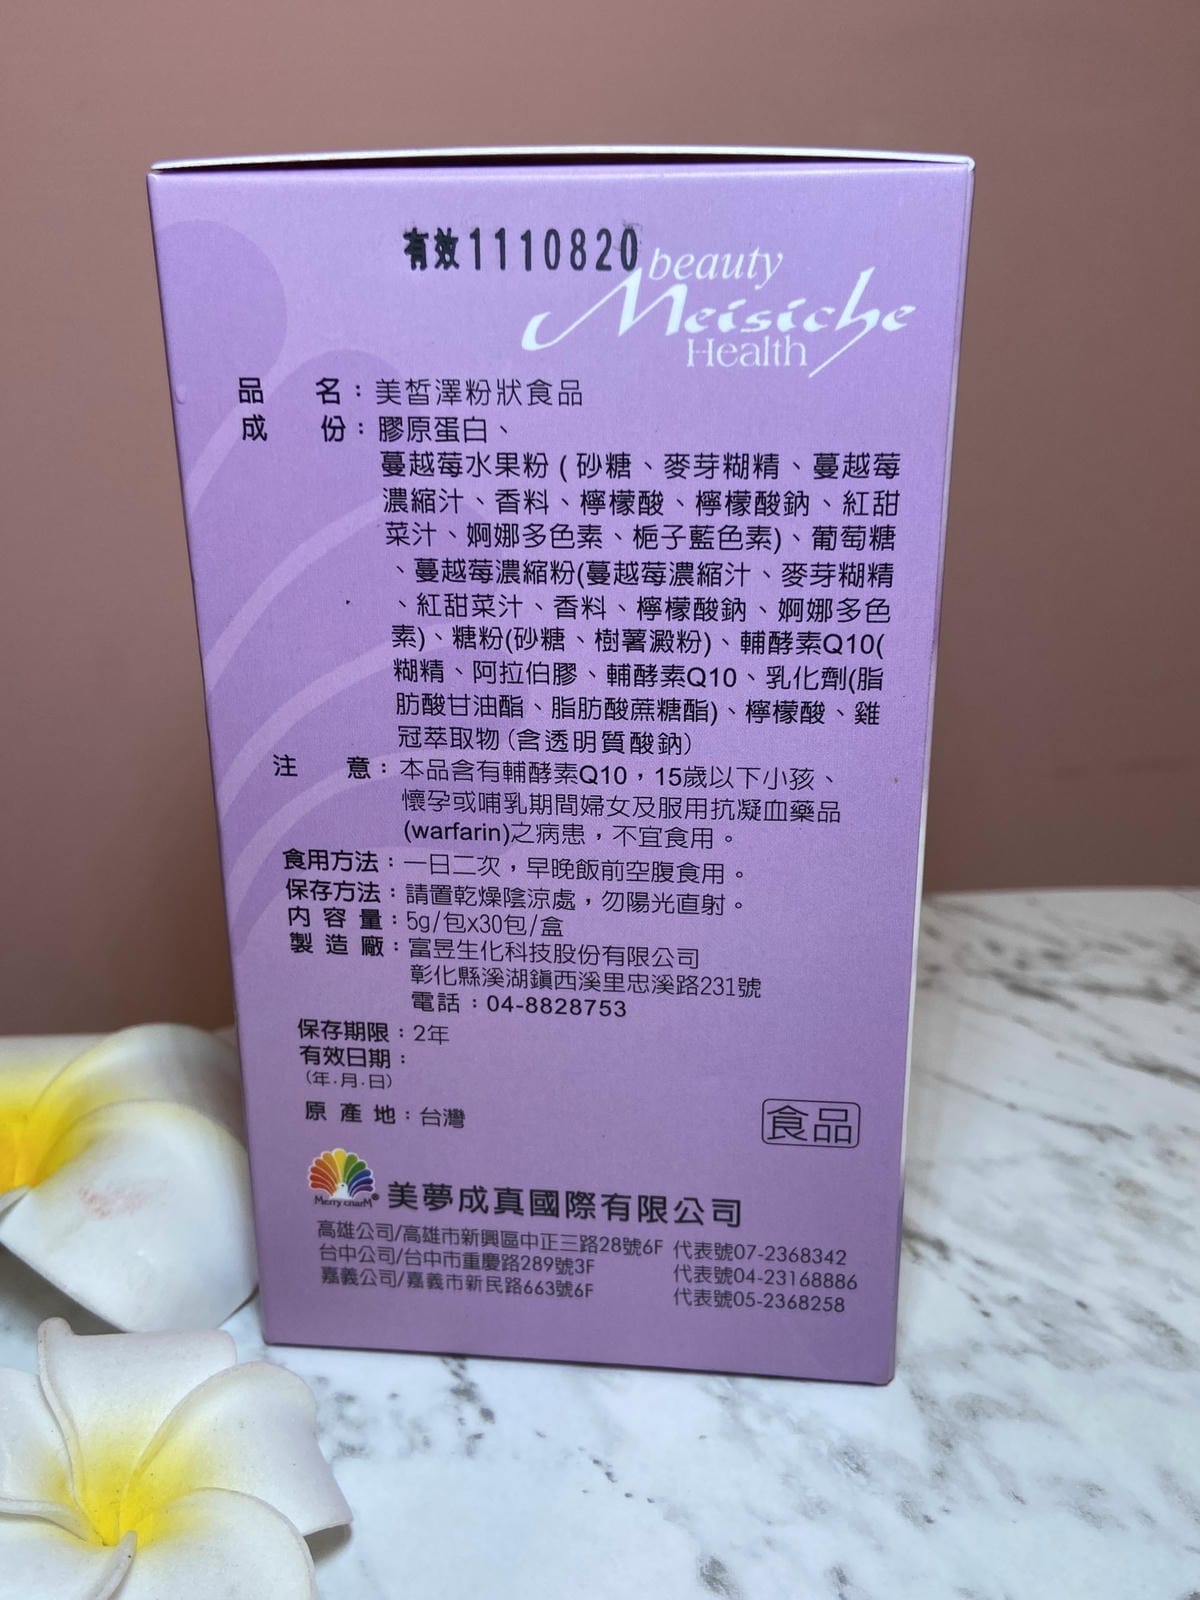 有效1110820
beauty
Meisiche
Health
品 名：美皙澤粉狀食品
成 份：膠原蛋白、
蔓越莓水果粉（砂糖、麥芽糊精、蔓越莓
濃縮汁、香料、檸檬酸、檸檬酸鈉、紅甜
菜汁、婀娜多色素、梔子藍色素)、葡萄糖
、蔓越莓濃縮粉(蔓越莓濃縮汁、麥芽糊精
、紅甜菜汁、香料、檸檬酸鈉、婀娜多色
素)、糖粉(砂糖、樹薯澱粉)、輔酵素Q10(
糊精、阿拉伯膠、輔酵素Q10、乳化劑(脂
肪酸甘油酯、脂肪酸蔗糖酯)、檸檬酸、雞
冠萃取物(含透明質酸鈉)
注 意：本品含有輔酵素Q10，15歲以下小孩、
懷孕或哺乳期間婦女及服用抗凝血藥品
(warfarin)之病患，不宜食用。
食用方法：一日二次，早晚飯前空腹食用。
保存方法：請置乾燥陰涼處，勿陽光直射。
內容量：5g/包x30包/盒
製造廠：富昱生化科技股份有限公司
彰化縣溪湖鎮西溪里忠溪路231號
電話：04-8828753
保存期限：2年
有效日期：
(年.月.日)
原產地：台灣
食品
Merry charM® 美夢成真國際有限公司
高雄公司/高雄市新興區中正三路28號6F 代表號07-2368342
台中公司/台中市重慶路289號3F 代表號04-23168886
嘉義公司/嘉義市新民路663號6F 代表號05-2368258